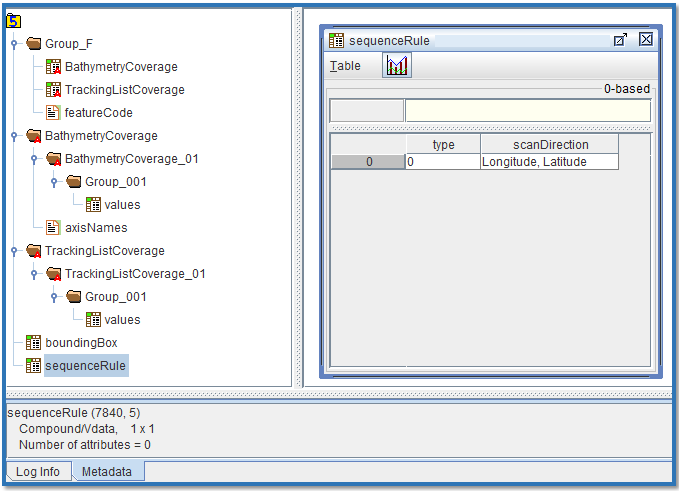 5
Group_F
BathymetryCoverage
TrackingListCoverage
featureCode
BathymetryCoverage
BathymetryCoverage_01
Group_001
values
axisNames
TrackingListCoverage
TrackingListCoverage_01
Group_001
values
boundingBox
sequenceRule
sequenceRule
Table
0-based
type scanDirection
0 0 Longitude, Latitude
sequenceRule (7840, 5)
Compound/Vdata, 1 x 1
Number of attributes = 0
Log Info Metadata